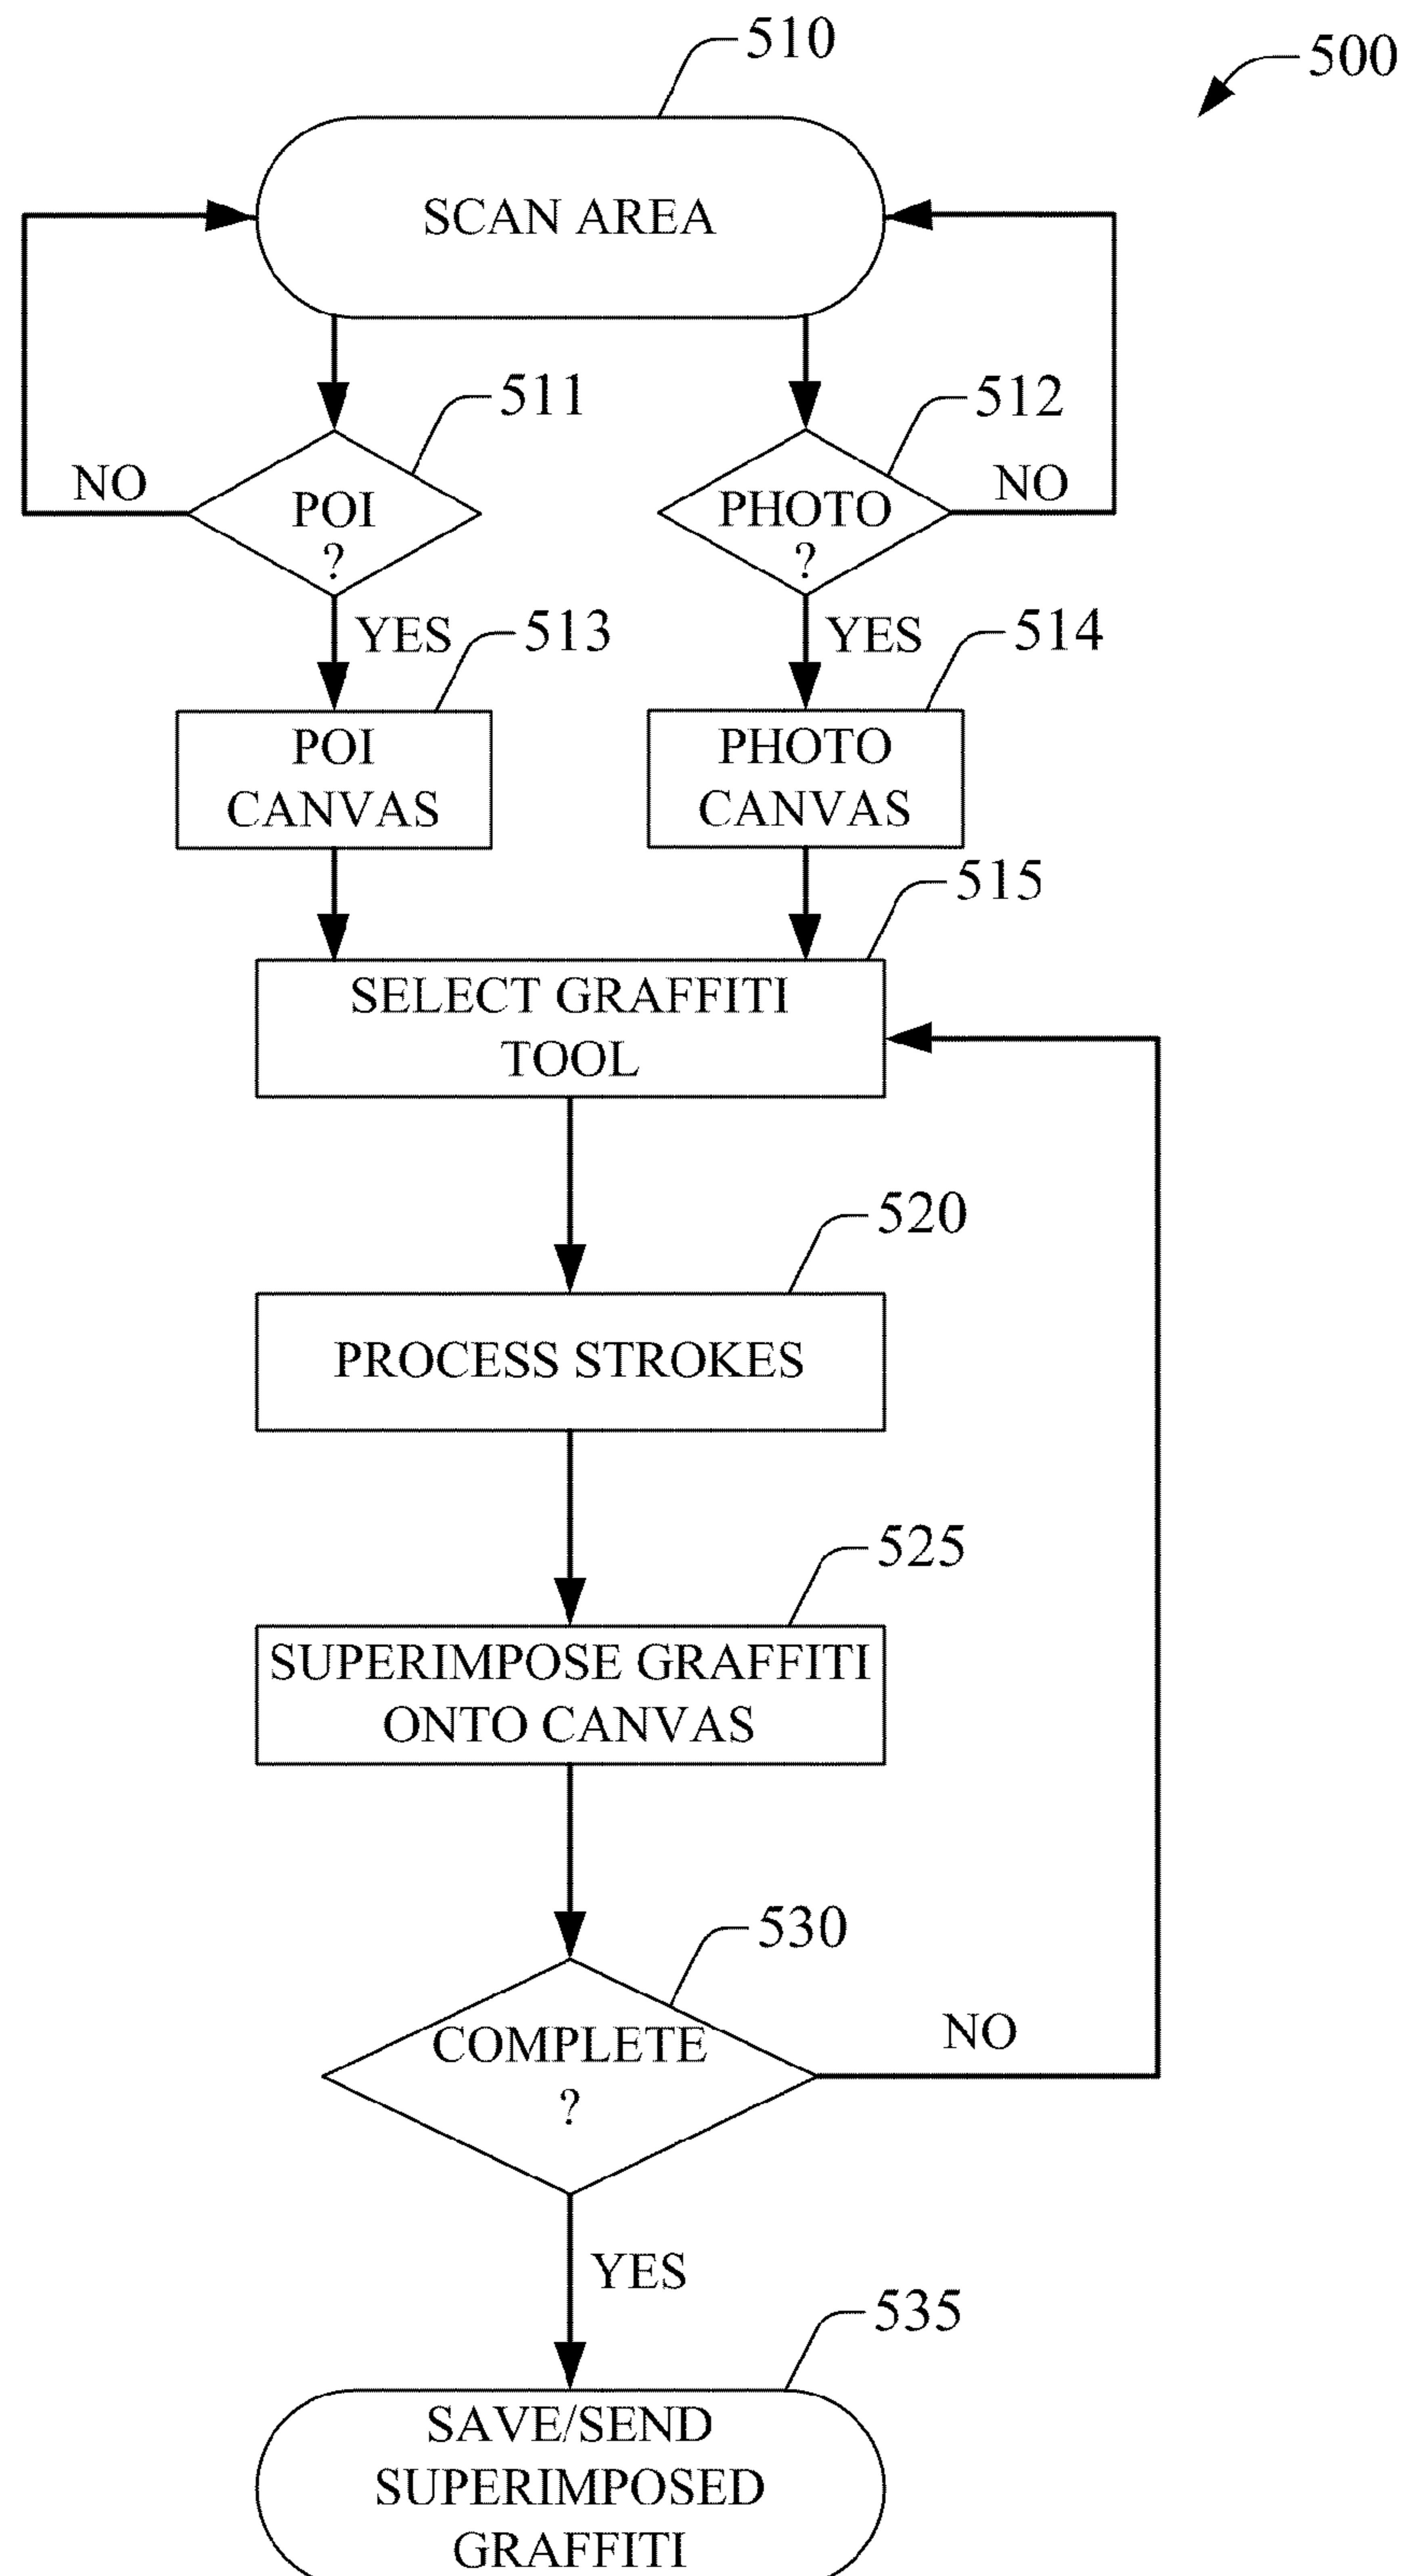 510
500
SCAN AREA
511
512
NO
POI
?
PHOTO
?
NO
YES
513
YES
514
POI
CANVAS
PHOTO
CANVAS
515
SELECT GRAFFITI
TOOL
520
PROCESS STROKES
525
SUPERIMPOSE GRAFFITI
ONTO CANVAS
530
COMPLETE
?
NO
YES
535
SAVE/SEND
SUPERIMPOSED
GRAFFITI